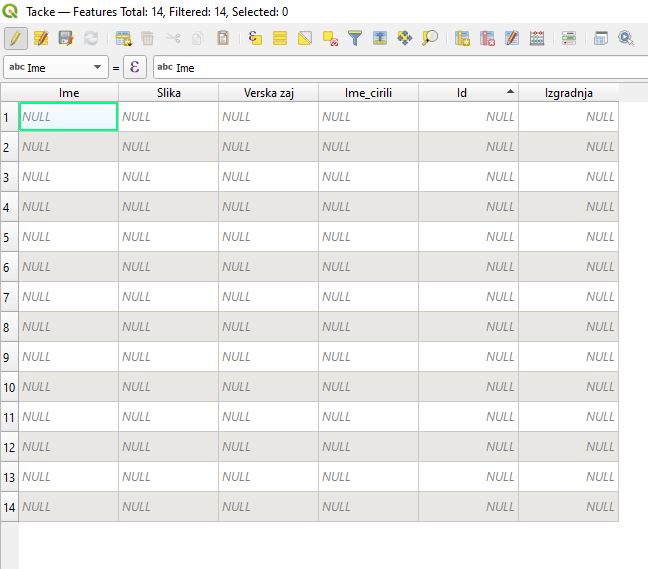 Tacke — Features Total: 14, Filtered: 14, Selected: 0
abc Ime = ε abc Ime
Ime Slika Verska zaj Ime_cirili Id Izgradnja
1 NULL NULL NULL NULL NULL NULL
2 NULL NULL NULL NULL NULL NULL
3 NULL NULL NULL NULL NULL NULL
4 NULL NULL NULL NULL NULL NULL
5 NULL NULL NULL NULL NULL NULL
6 NULL NULL NULL NULL NULL NULL
7 NULL NULL NULL NULL NULL NULL
8 NULL NULL NULL NULL NULL NULL
9 NULL NULL NULL NULL NULL NULL
10 NULL NULL NULL NULL NULL NULL
11 NULL NULL NULL NULL NULL NULL
12 NULL NULL NULL NULL NULL NULL
13 NULL NULL NULL NULL NULL NULL
14 NULL NULL NULL NULL NULL NULL